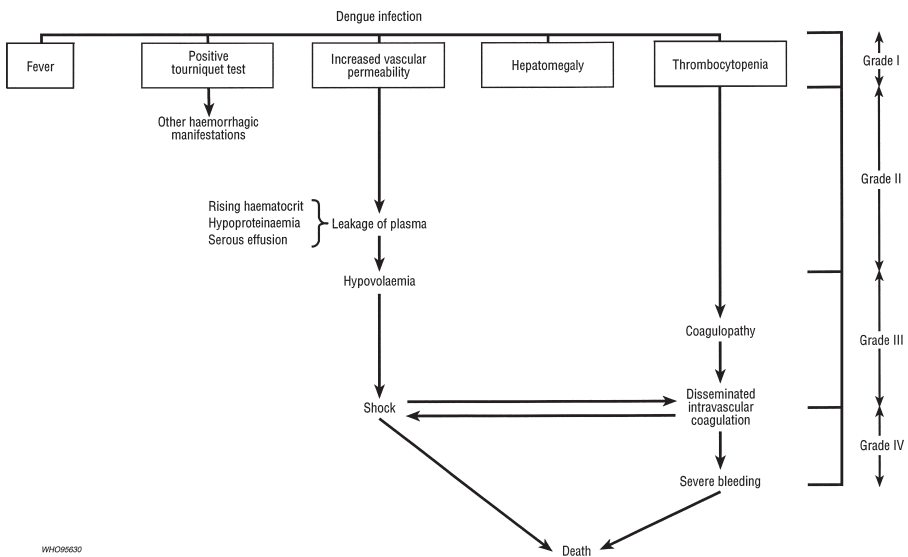 Dengue infection
Fever
Positive
tourniquet test
Increased vascular
permeability
Hepatomegaly
Thrombocytopenia
Grade I
Other haemorrhagic
manifestations
Grade II
Rising haematocrit
Hypoproteinaemia
Serous effusion
Leakage of plasma
Hypovolaemia
Coagulopathy
Grade III
Shock
Disseminated
intravascular
coagulation
Grade IV
Severe bleeding
Death
WHO95630